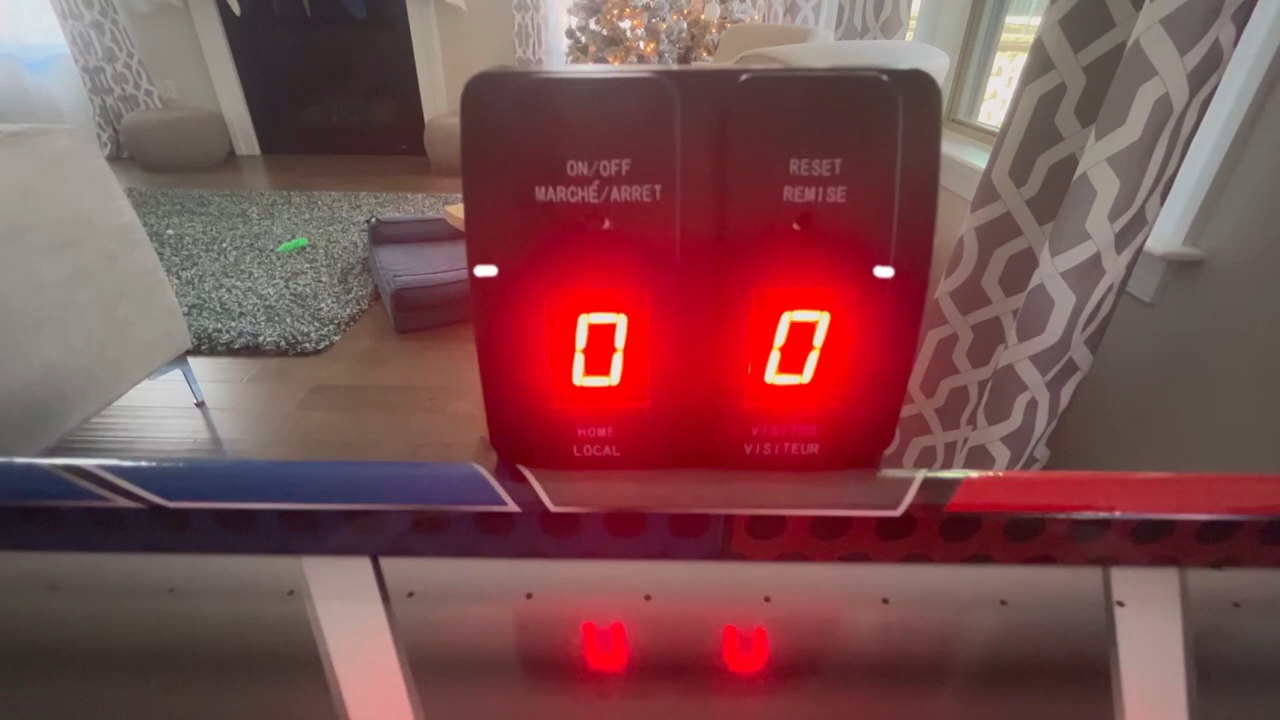 ON/OFF
MARCHÉ/ARRET
RESET
REMISE
0
0
HOME
LOCAL
VISITOR
VISITEUR